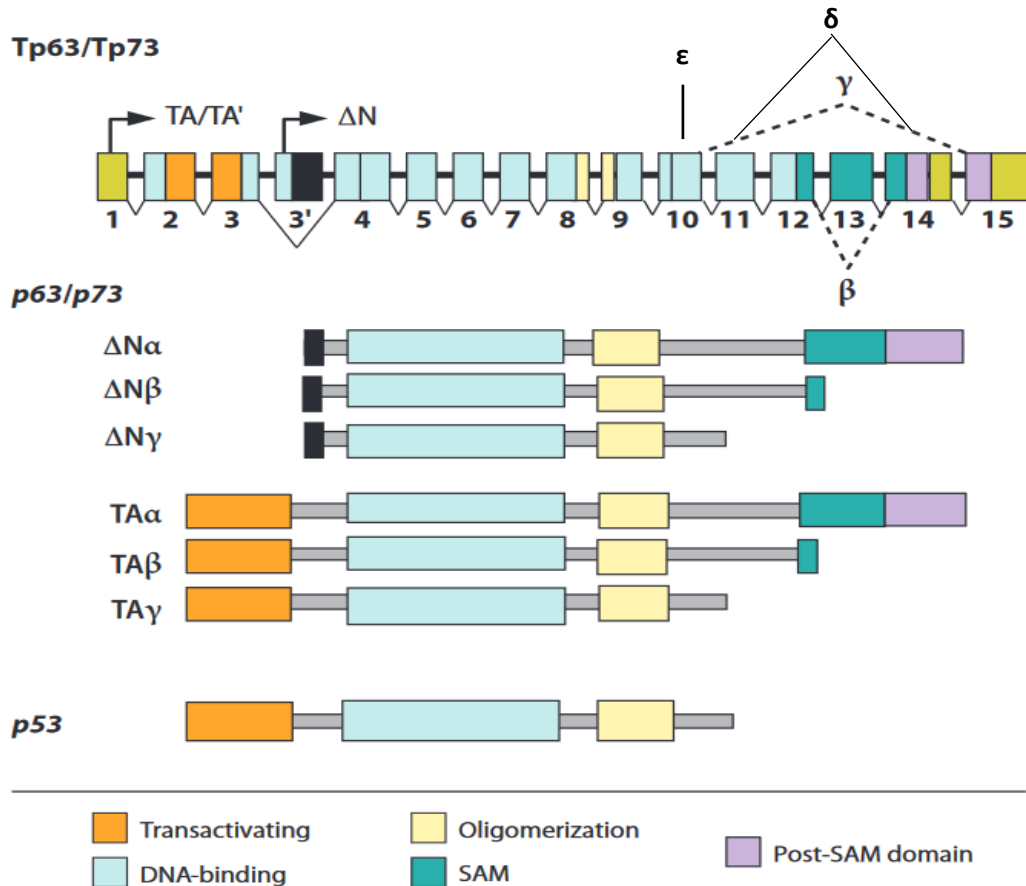 δ
Tp63/Tp73
ε
γ
TA/TA' ΔN
1 2 3 3' 4 5 6 7 8 9 10 11 12 13 14 15
β
p63/p73
ΔNα
ΔNβ
ΔNγ
TAα
TAβ
TAγ
p53
Transactivating
Oligomerization
Post-SAM domain
DNA-binding
SAM